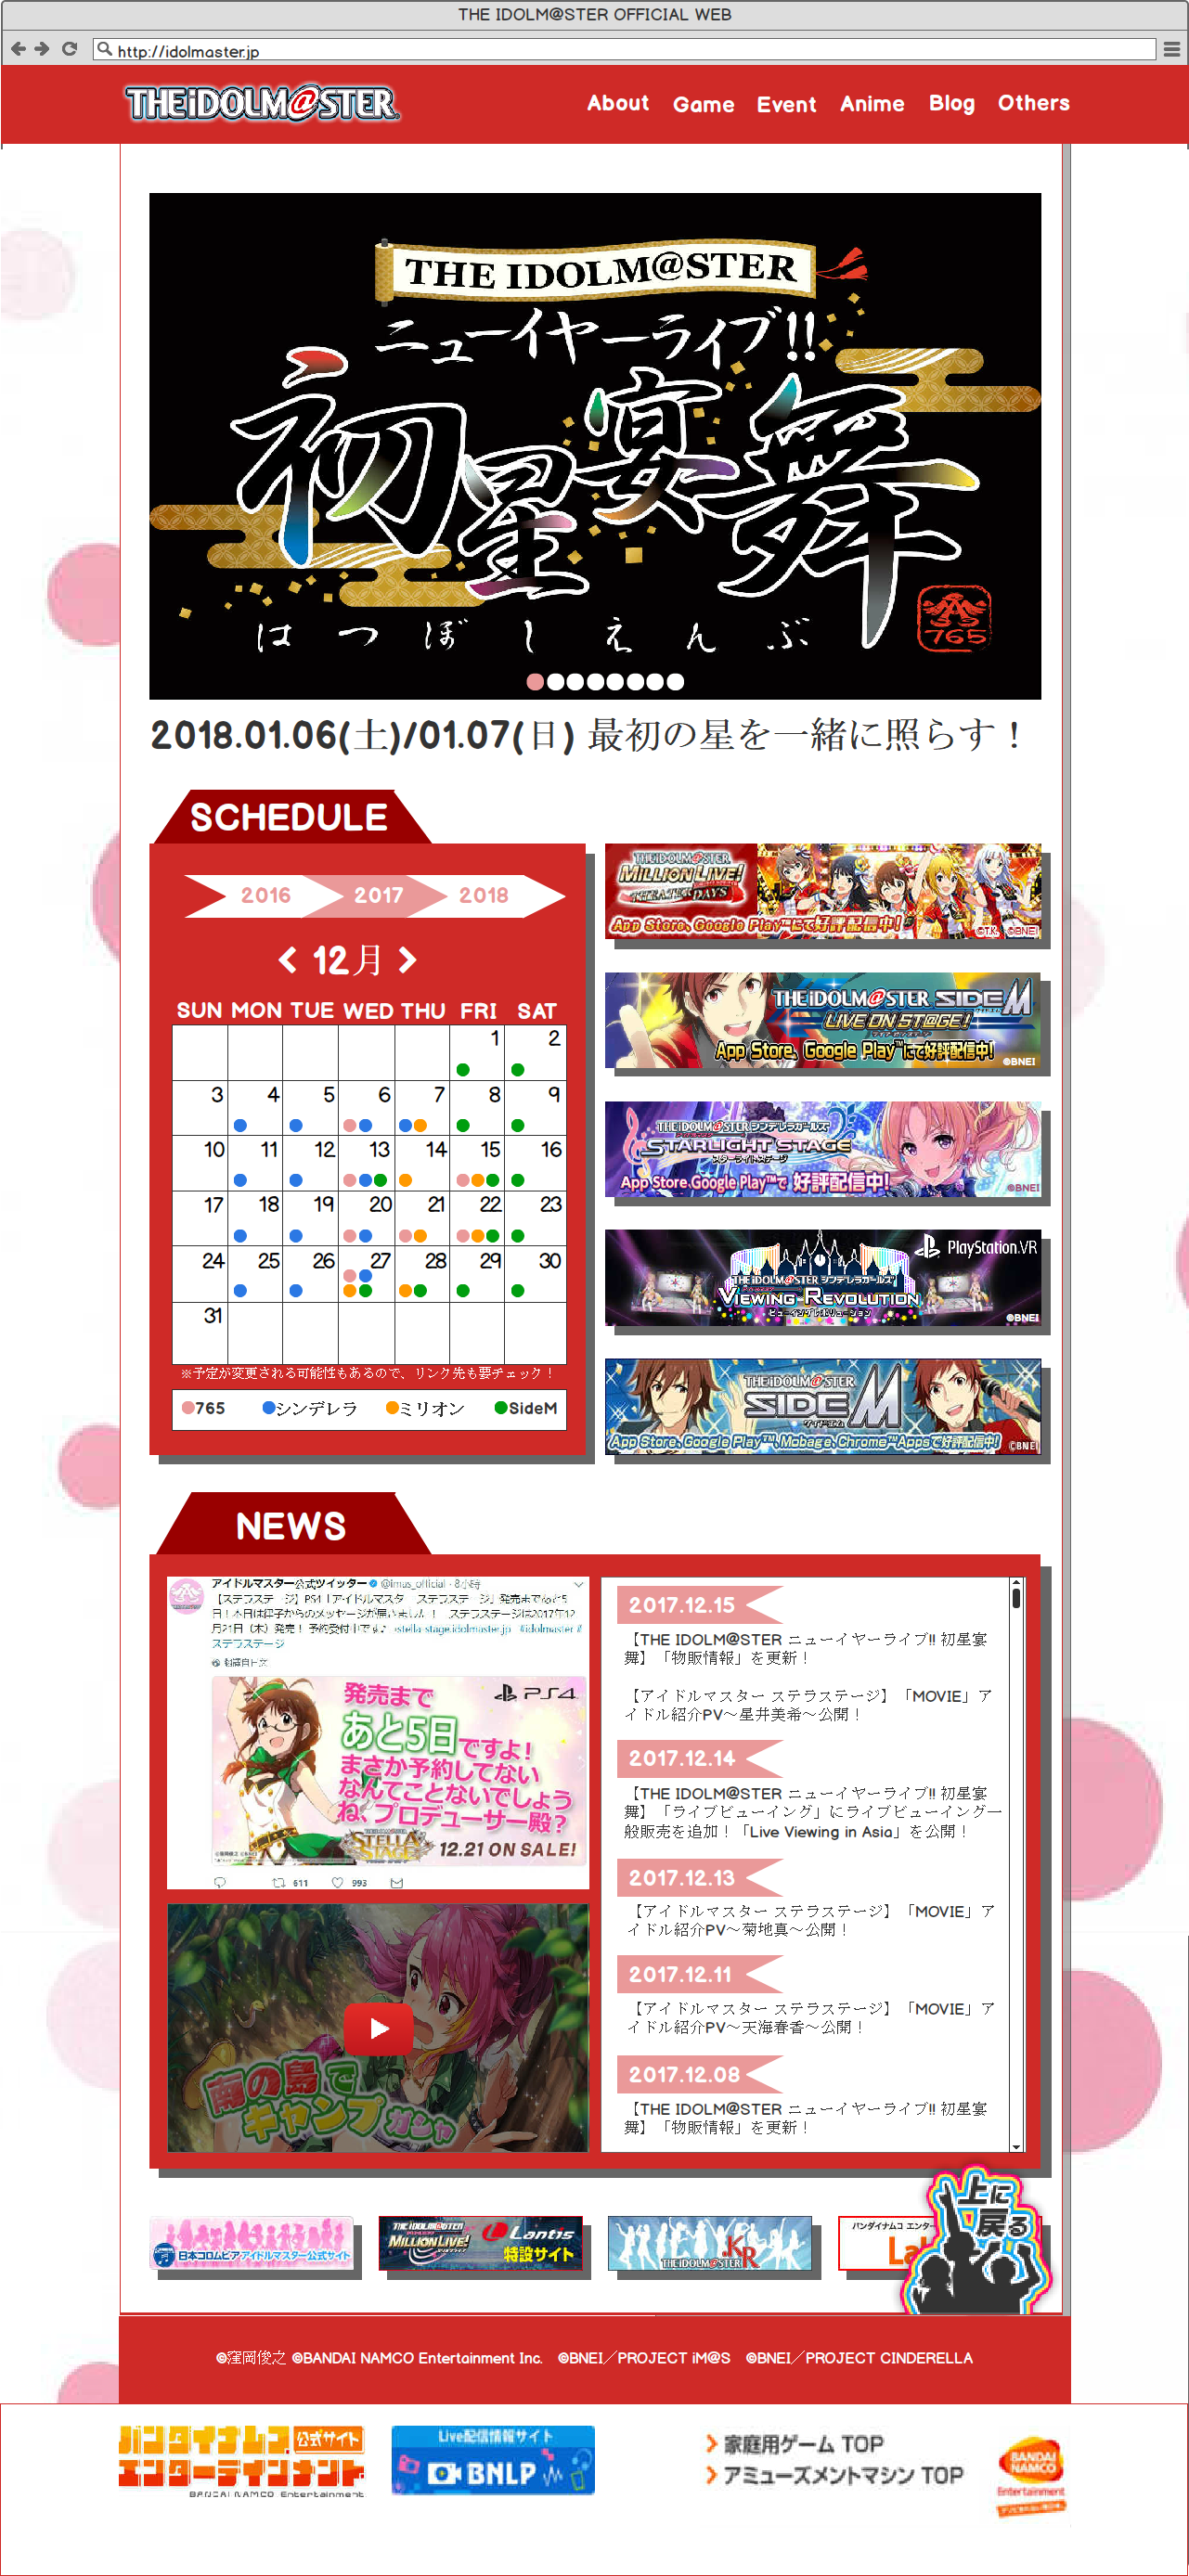 THE IDOLM@STER OFFICIAL WEB
http://idolmaster.jp
THE iDOLM@STER
About Game Event Anime Blog Others
THE IDOLM@STER
ニューイヤーライブ!!
初星宴舞
はつぼしえんぶ
765
2018.01.06(土)/01.07(日) 最初の星を一緒に照らす！
SCHEDULE
2016 2017 2018
12月
SUN MON TUE WED THU FRI SAT
1 2
3 4 5 6 7 8 9
10 11 12 13 14 15 16
17 18 19 20 21 22 23
24 25 26 27 28 29 30
31
※予定が変更される可能性もあるので、リンク先も要チェック！
765 シンデレラ ミリオン SideM
THE IDOLM@STER
MILLION LIVE!
THEATER DAYS
App Store、Google Play™にて好評配信中!
©T.K. ©BNEI
THE iDOLM@STER SIDEM
LIVE ON ST@GE!
App Store、Google Play™にて好評配信中!
©BNEI
THE iDOLM@STER シンデレラガールズ
STARLIGHT STAGE
スターライトステージ
App Store,Google Play™で 好評配信中!
©BNEI
PlayStation.VR
THE iDOLM@STER シンデレラガールズ
VIEWING REVOLUTION
ビューイングレボリューション
©BNEI
THE iDOLM@STER
SIDEM
サイドエム
App Store、Google Play™、Mobage、Chrome™Appsで好評配信中!
©BNEI
NEWS
アイドルマスター公式ツイッター @imas_official · 8小時
【ステラステージ】PS4「アイドルマスター ステラステージ」発売まであと5
日！本日は律子からのメッセージが届いました！ ステラステージは2017年12
月21日（木）発売！ 予約受付中です♪ stella-stage.idolmaster.jp #idolmaster #
ステラステージ
翻譯自日文
PS4
発売まで
あと5日ですよ!
まさか予約してない
なんてことないでしょう
ね、プロデューサー殿?
STELLA STAGE 12.21 ON SALE!
611 993
南の島で
キャンプガシャ
2017.12.15
【THE IDOLM@STER ニューイヤーライブ!! 初星宴
舞】「物販情報」を更新！
【アイドルマスター ステラステージ】「MOVIE」ア
イドル紹介PV～星井美希～公開！
2017.12.14
【THE IDOLM@STER ニューイヤーライブ!! 初星宴
舞】「ライブビューイング」にライブビューイング一
般販売を追加！「Live Viewing in Asia」を公開！
2017.12.13
【アイドルマスター ステラステージ】「MOVIE」ア
イドル紹介PV～菊地真～公開！
2017.12.11
【アイドルマスター ステラステージ】「MOVIE」ア
イドル紹介PV～天海春香～公開！
2017.12.08
【THE IDOLM@STER ニューイヤーライブ!! 初星宴
舞】「物販情報」を更新！
日本コロムビア アイドルマスター公式サイト
THE IDOLM@STER
MILLION LIVE!
Lantis
特設サイト
THE iDOLM@STER.KR
バンダイナムコ エンター
La
上に
戻る
©窪岡俊之 ©BANDAI NAMCO Entertainment Inc. ©BNEI／PROJECT iM@S ©BNEI／PROJECT CINDERELLA
バンダイナムコ 公式サイト
エンターテインメント
BANDAI NAMCO Entertainment
Live配信情報サイト
BNLP
家庭用ゲーム TOP
アミューズメントマシン TOP
BANDAI
NAMCO
Entertainment